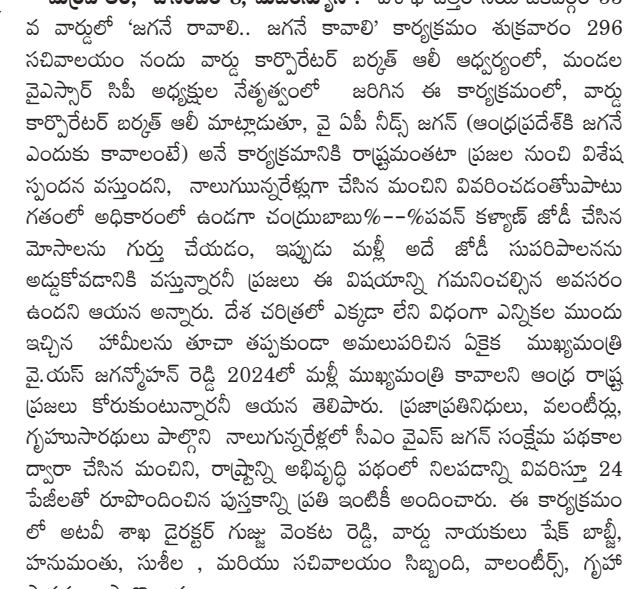 వ వార్డులో ‘జగనే రావాలి.. జగనే కావాలి’ కార్యక్రమం శుక్రవారం 296
సచివాలయం నందు వార్డు కార్పొరేటర్ బర్కత్ ఆలీ ఆధ్వర్యంలో, మండల
వైఎస్సార్ సిపీ అధ్యక్షుల నేతృత్వంలో జరిగిన ఈ కార్యక్రమంలో, వార్డు
కార్పొరేటర్ బర్కత్ ఆలీ మాట్లాడుతూ, వై ఏపీ నీడ్స్ జగన్ (ఆంధ్రప్రదేశ్‌కి జగనే
ఎందుకు కావాలంటే) అనే కార్యక్రమానికి రాష్ట్రమంతటా ప్రజల నుంచి విశేష
స్పందన వస్తుందని, నాలుగుున్నరేళ్లుగా చేసిన మంచిని వివరించడంతోపాటు
గతంలో అధికారంలో ఉండగా చంద్రుబాబు%--%పవన్ కళ్యాణ్ జోడీ చేసిన
మోసాలను గుర్తు చేయడం, ఇప్పుడు మళ్లీ అదే జోడీ సుపరిపాలనను
అడ్డుకోవడానికి వస్తున్నారనీ ప్రజలు ఈ విషయాన్ని గమనించల్సిన అవసరం
ఉందని ఆయన అన్నారు. దేశ చరిత్రలో ఎక్కడా లేని విధంగా ఎన్నికల ముందు
ఇచ్చిన హామీలను తూచా తప్పకుండా అమలుపరిచిన ఏకైక ముఖ్యమంత్రి
వై.యస్ జగన్మోహన్ రెడ్డి 2024లో మళ్లీ ముఖ్యమంత్రి కావాలని ఆంధ్ర రాష్ట్ర
ప్రజలు కోరుకుంటున్నారనీ ఆయన తెలిపారు. ప్రజాప్రతినిధులు, వలంటీర్లు,
గృహుసారథులు పాల్గొని నాలుగున్నరేళ్లలో సీఎం వైఎస్ జగన్ సంక్షేమ పథకాల
ద్వారా చేసిన మంచిని, రాష్ట్రాన్ని అభివృద్ధి పథంలో నిలపడాన్ని వివరిస్తూ 24
పేజీలతో రూపొందించిన పుస్తకాన్ని ప్రతి ఇంటికీ అందించారు. ఈ కార్యక్రమం
లో అటవీ శాఖ డైరక్టర్ గుజ్జు వెంకట రెడ్డి, వార్డు నాయకులు షేక్ బాబ్జీ,
హనుమంతు, సుశీల , మరియు సచివాలయం సిబ్బంది, వాలంటీర్స్, గృహా